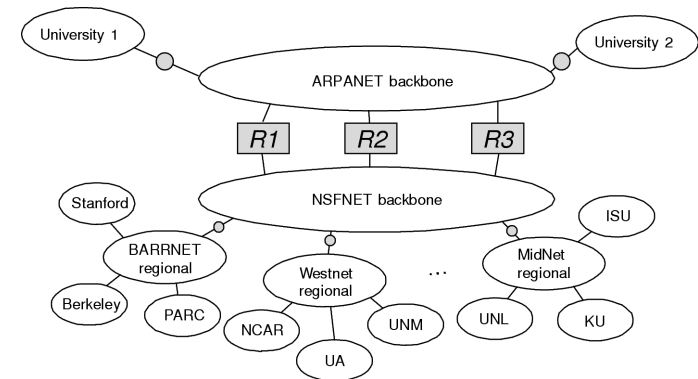 University 1
University 2
ARPANET backbone
R1
R2
R3
NSFNET backbone
Stanford
ISU
BARRNET
regional
MidNet
regional
Westnet
regional
...
Berkeley
PARC
NCAR
UNM
UNL
KU
UA